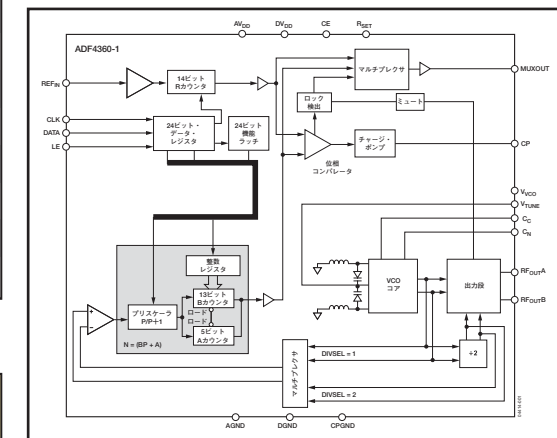 AVDD DVDD CE RSET
ADF4360-1
REFIN
14ビット
Rカウンタ
マルチプレクサ
MUXOUT
ロック
検出
ミュート
CLK
DATA
LE
24ビット・
データ・
レジスタ
24ビット
機能
ラッチ
位相
コンパレータ
チャージ・
ポンプ
CP
VVCO
VTUNE
CC
CN
整数
レジスタ
13ビット
Bカウンタ
プリスケーラ
P/P+1
ロード
ロード
5ビット
Aカウンタ
N = (BP + A)
VCO
コア
出力段
RFOUTA
RFOUTB
÷2
マルチプレクサ
DIVSEL = 1
DIVSEL = 2
AGND DGND CPGND